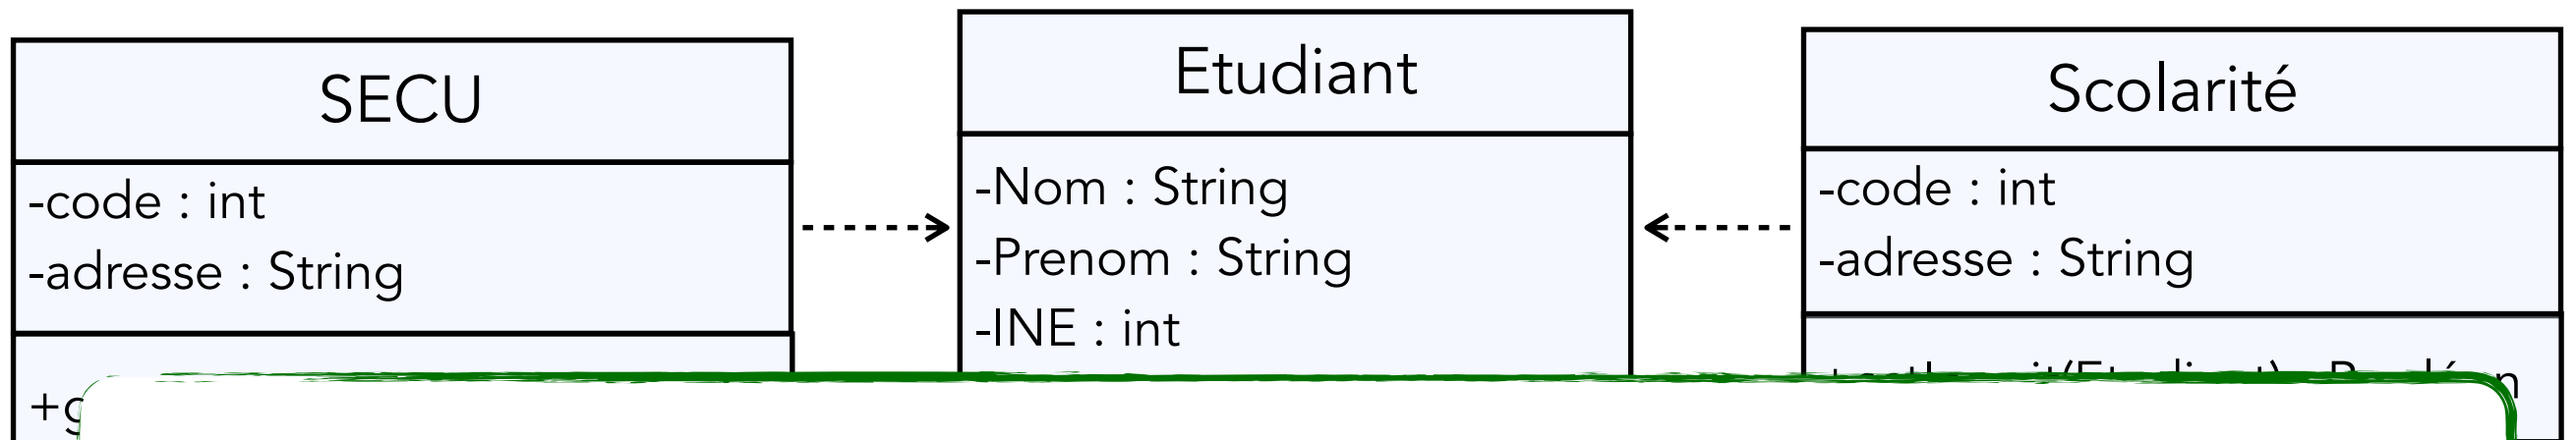 SECU
-code : int
-adresse : String
Etudiant
-Nom : String
-Prenom : String
-INE : int
Scolarité
-code : int
-adresse : String